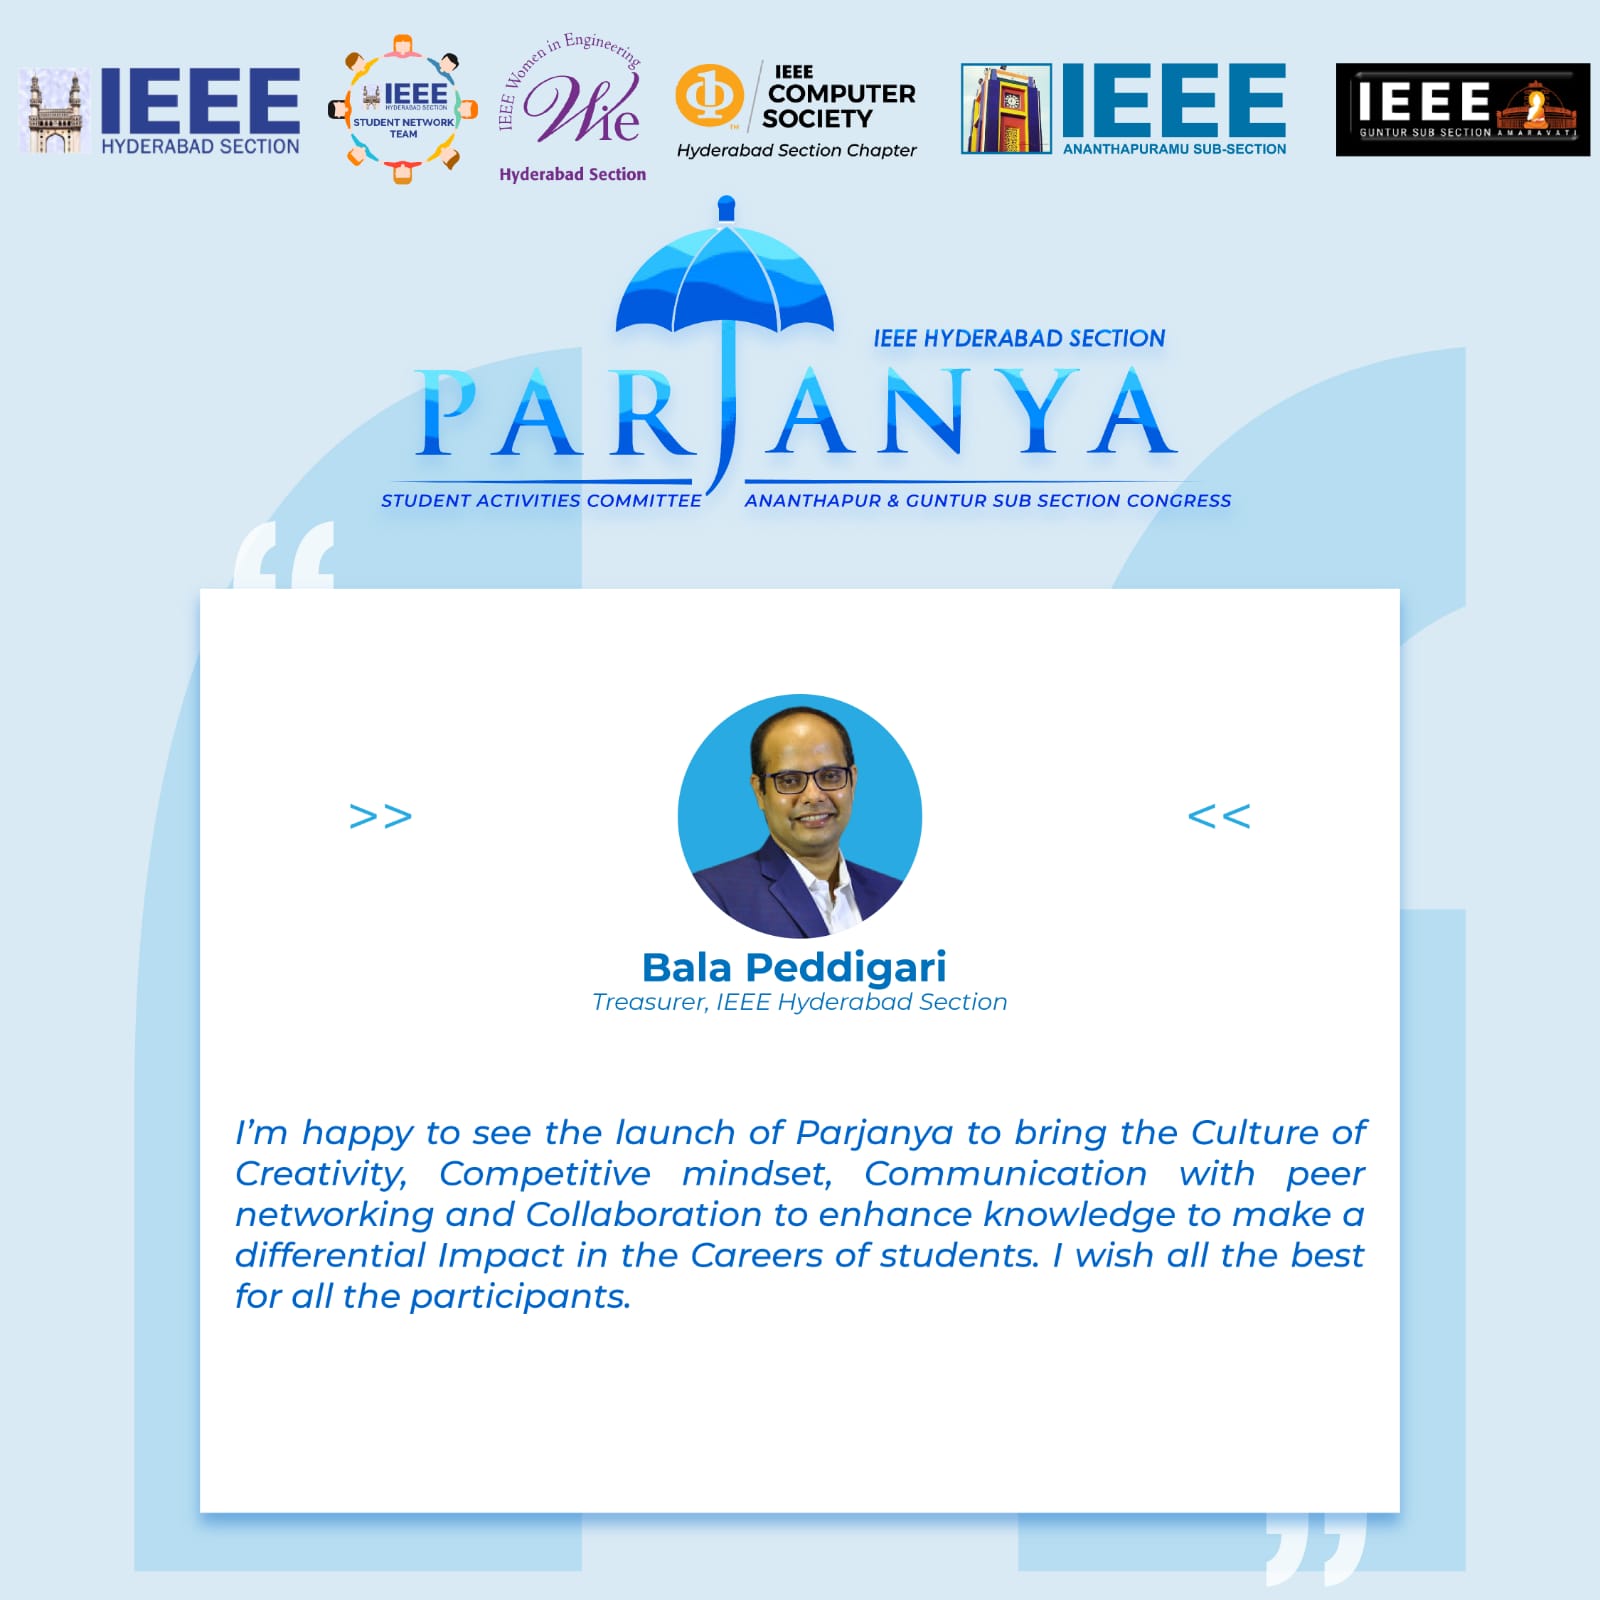 IEEE
HYDERABAD SECTION
IEEE
HYDERABAD SECTION
STUDENT NETWORK
TEAM
IEEE Women in Engineering
Wie
Hyderabad Section
IEEE
COMPUTER
SOCIETY
TM
Hyderabad Section Chapter
IEEE
ANANTHAPURAMU SUB-SECTION
IEEE
GUNTUR SUB SECTION AMARAVATI
IEEE HYDERABAD SECTION
PARJANYA
STUDENT ACTIVITIES COMMITTEE
ANANTHAPUR & GUNTUR SUB SECTION CONGRESS
“
>> <<
Bala Peddigari
Treasurer, IEEE Hyderabad Section
I’m happy to see the launch of Parjanya to bring the Culture of
Creativity, Competitive mindset, Communication with peer
networking and Collaboration to enhance knowledge to make a
differential Impact in the Careers of students. I wish all the best
for all the participants.
”